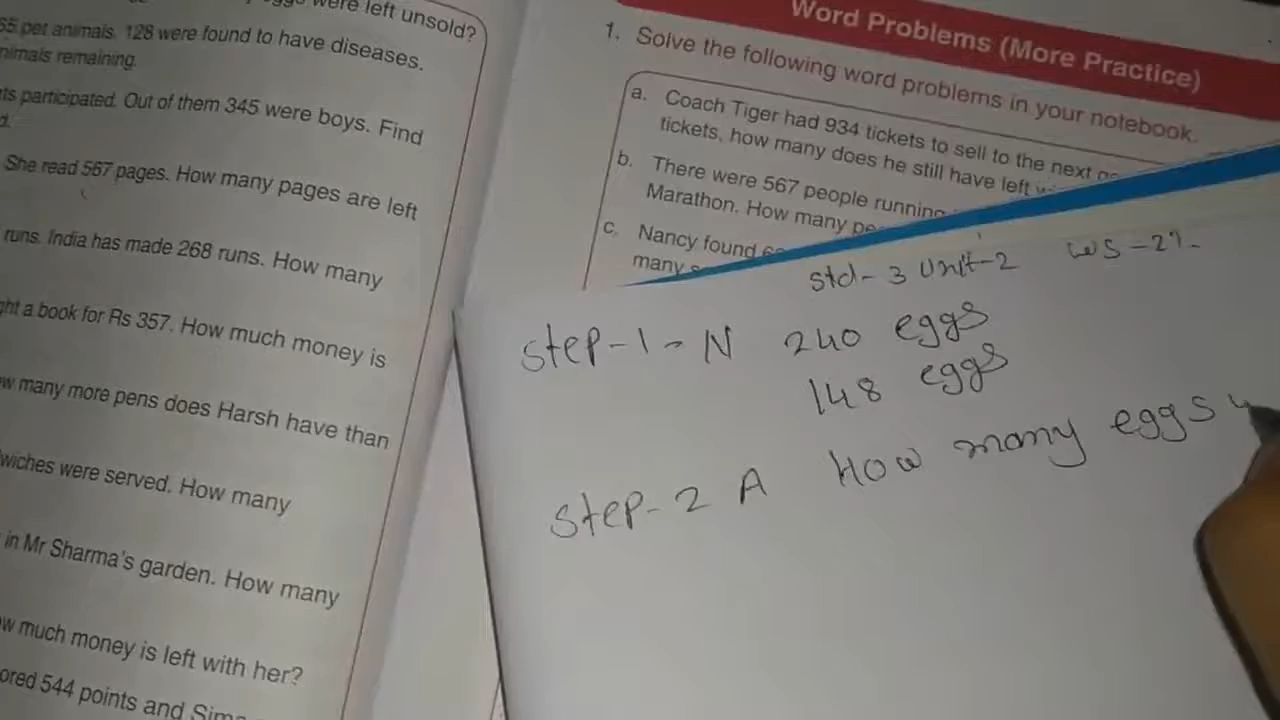 eggs were left unsold?
65 pet animals. 128 were found to have diseases.
nimals remaining.
ts participated. Out of them 345 were boys. Find
d.
She read 567 pages. How many pages are left
runs. India has made 268 runs. How many
ght a book for Rs 357. How much money is
ow many more pens does Harsh have than
wiches were served. How many
in Mr Sharma's garden. How many
ow much money is left with her?
ored 544 points and
Word Problems (More Practice)
1. Solve the following word problems in your notebook.
a. Coach Tiger had 934 tickets to sell to the next
tickets, how many does he still have left
b. There were 567 people running
Marathon. How many
c. Nancy found
many
Std-3 Unit-2 WS-21
Step-1- N 240 eggs
148 eggs
Step-2 A How many eggs